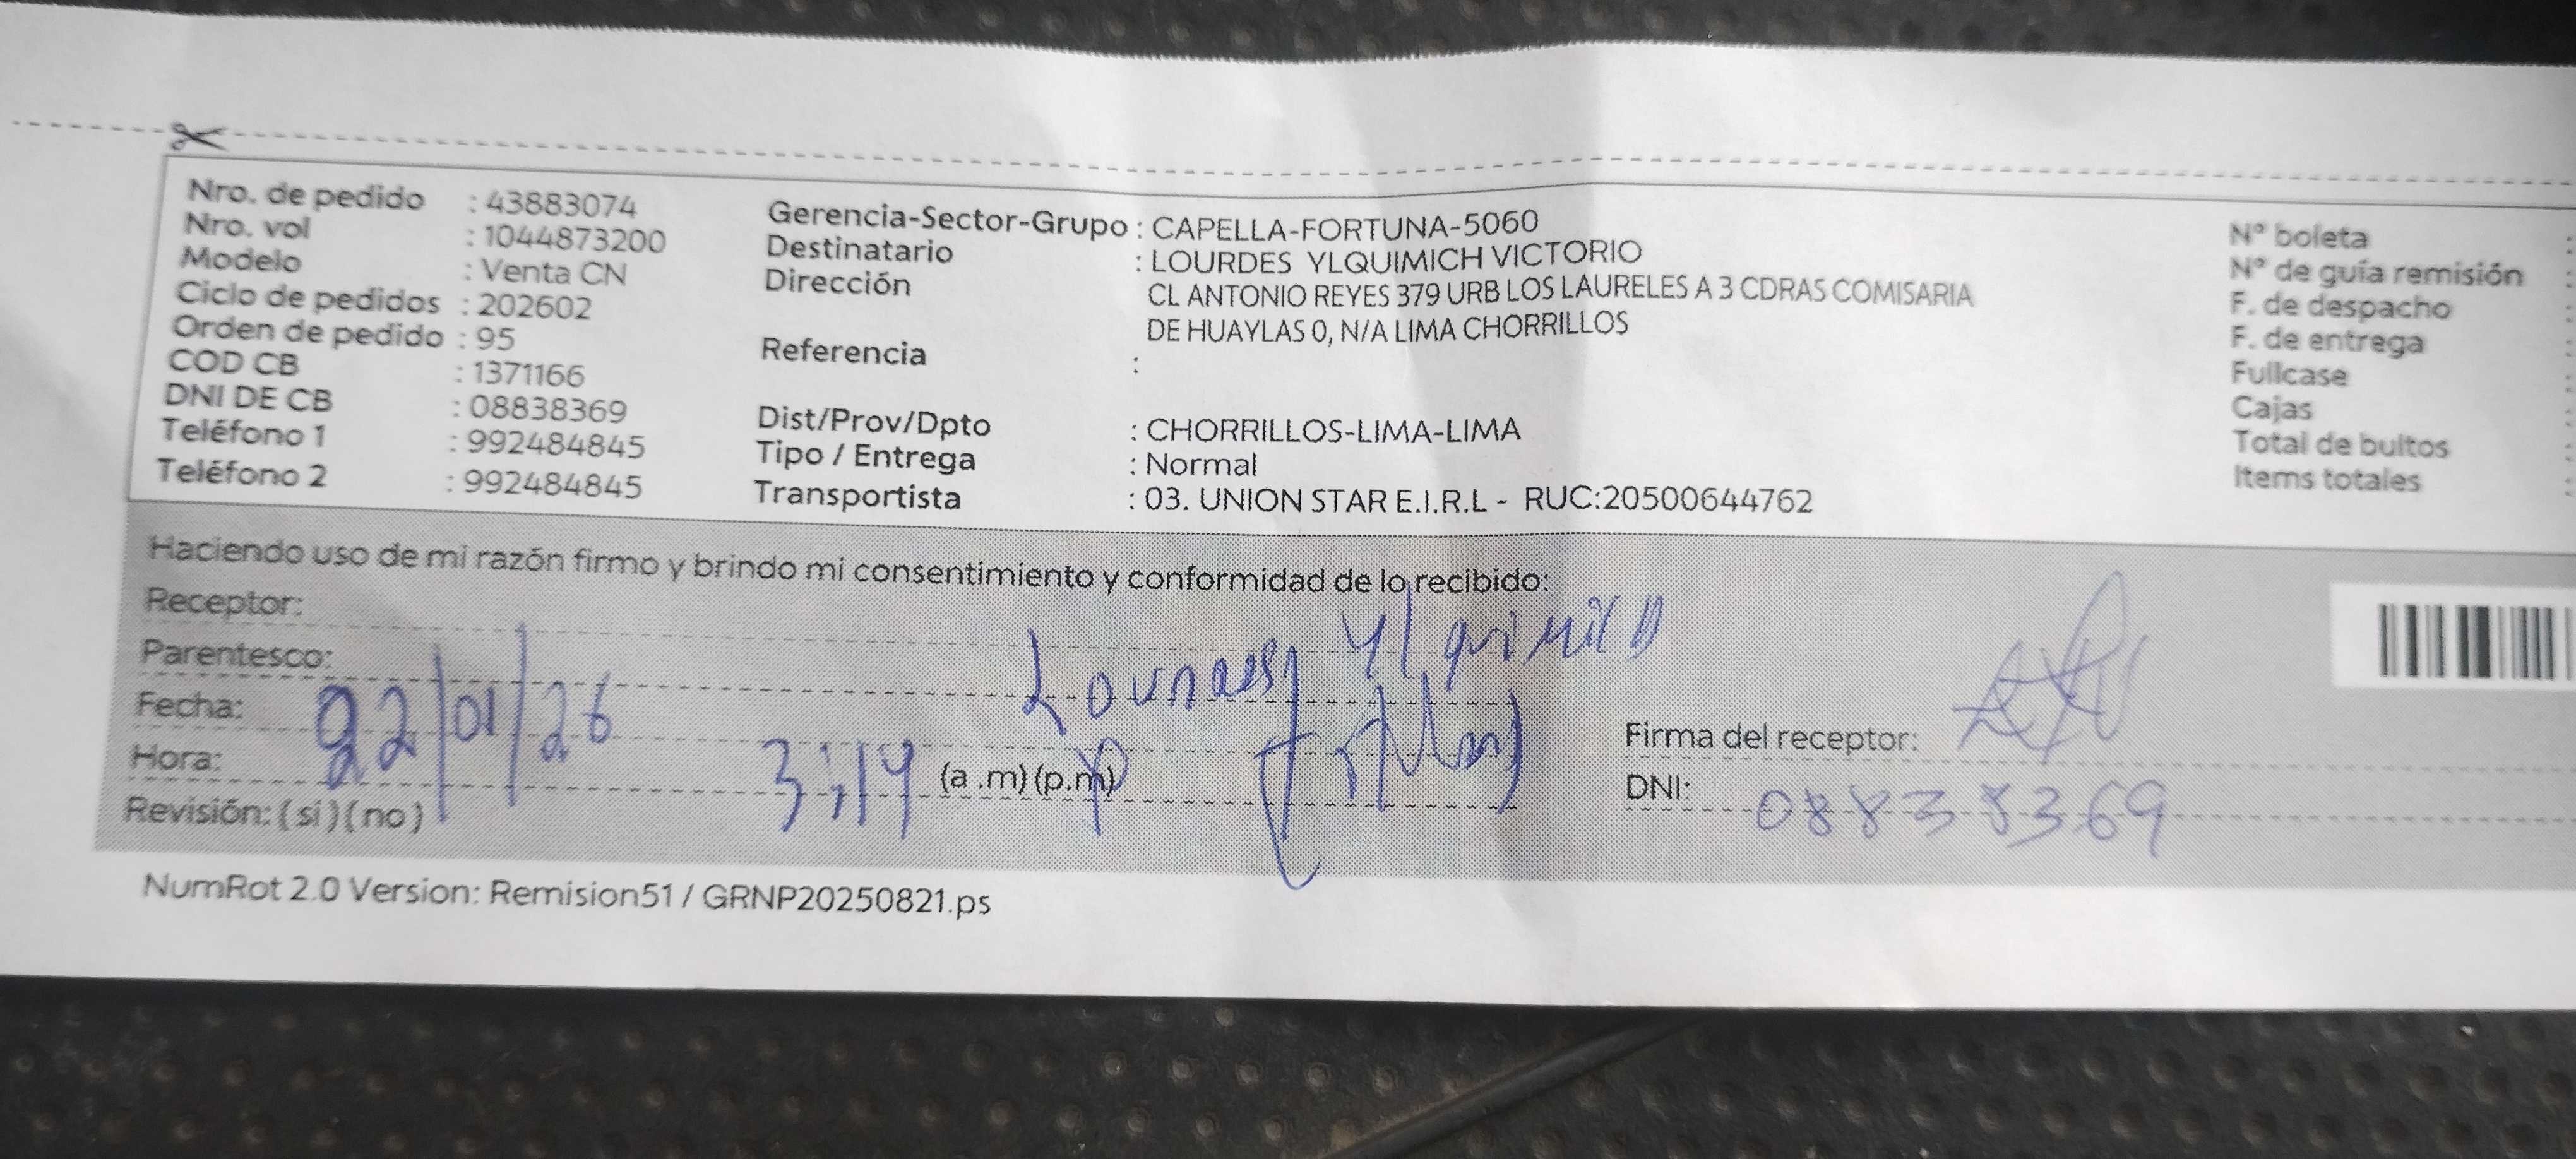 Nro. de pedido : 43883074
Nro. vol : 1044873200
Modelo : Venta CN
Ciclo de pedidos : 202602
Orden de pedido : 95
COD CB : 1371166
DNI DE CB : 08838369
Teléfono 1 : 992484845
Teléfono 2 : 992484845
Gerencia-Sector-Grupo : CAPELLA-FORTUNA-5060
Destinatario : LOURDES YLQUIMICH VICTORIO
Dirección CL ANTONIO REYES 379 URB LOS LAURELES A 3 CDRAS COMISARIA
DE HUAYLAS 0, N/A LIMA CHORRILLOS
Referencia :
Dist/Prov/Dpto : CHORRILLOS-LIMA-LIMA
Tipo / Entrega : Normal
Transportista : 03. UNION STAR E.I.R.L - RUC:20500644762
N° boleta :
N° de guía remisión :
F. de despacho :
F. de entrega :
Fullcase :
Cajas :
Total de bultos :
Items totales :
Haciendo uso de mi razón firmo y brindo mi consentimiento y conformidad de lo recibido:
Receptor:
Parentesco:
Fecha: 22/01/26
Hora: 3:14 (a .m) (p.m)
Revisión: ( si ) ( no )
Firma del receptor:
DNI: 08838369
NumRot 2.0 Version: Remision51 / GRNP20250821.ps